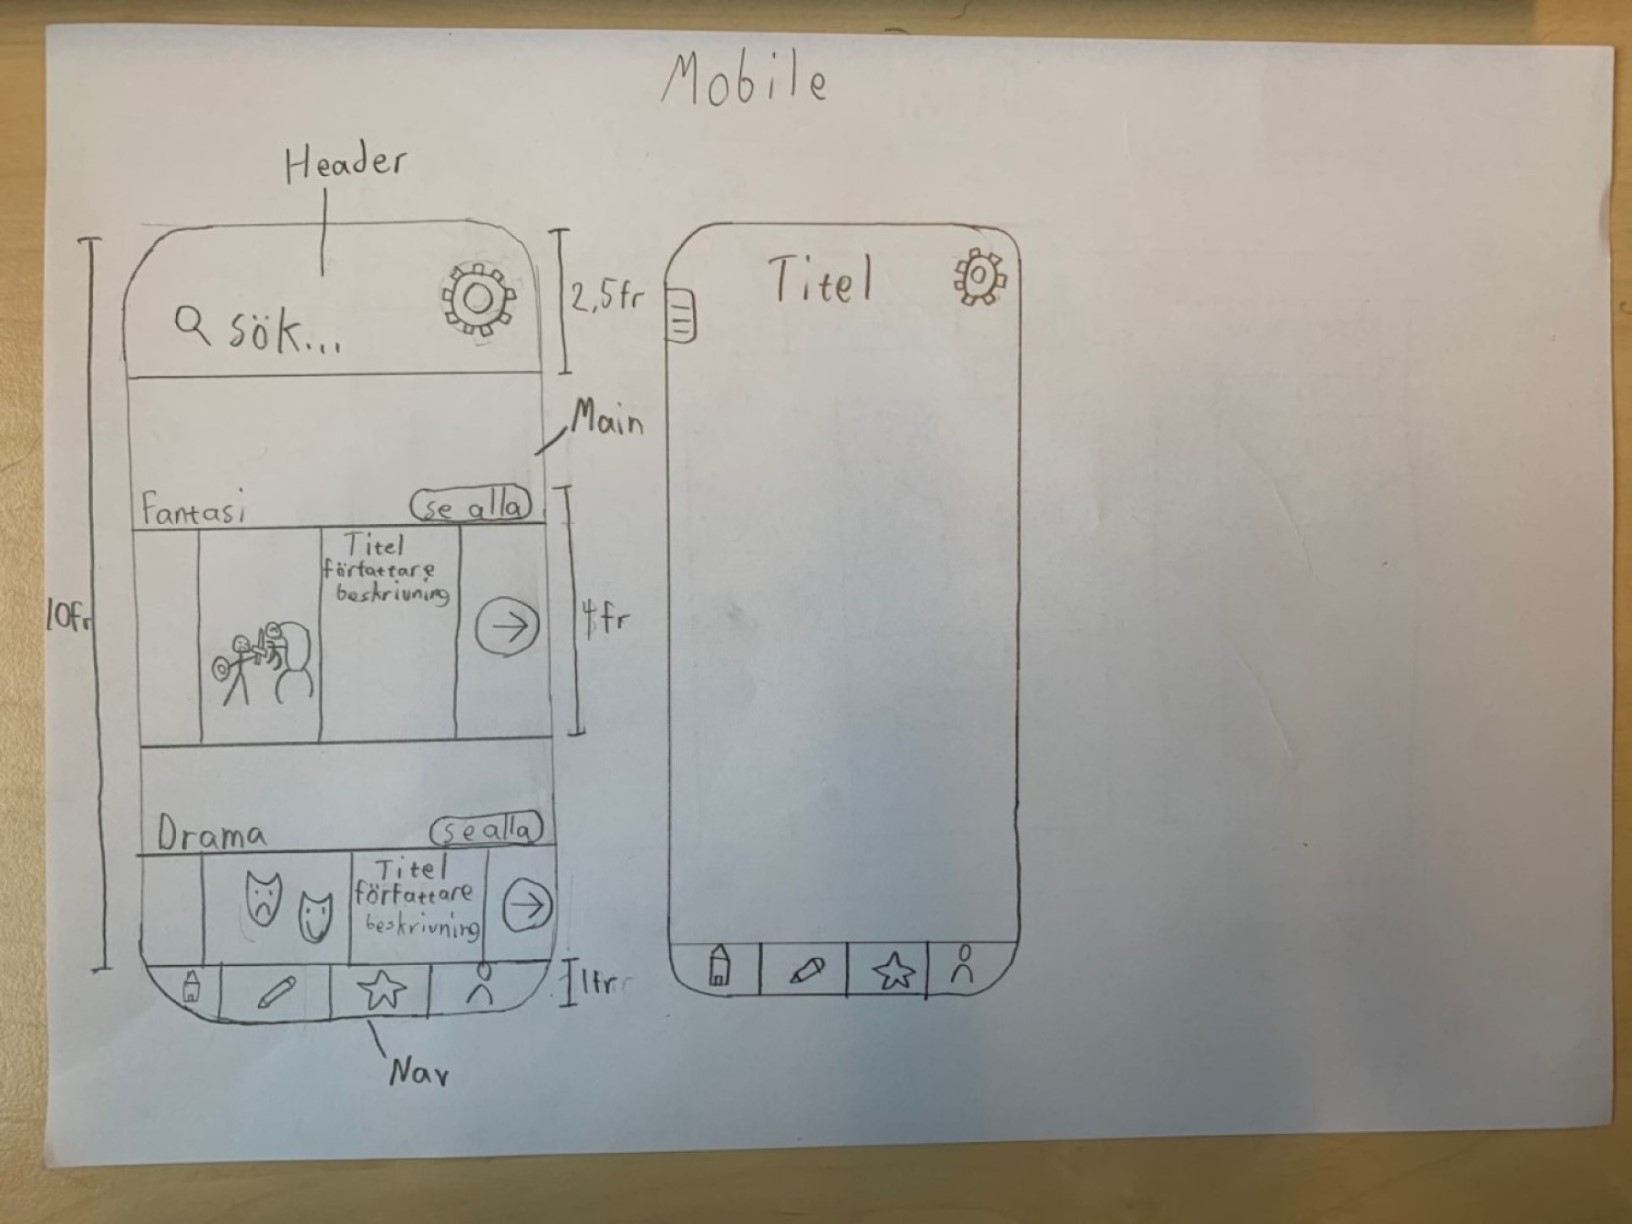 Mobile
Header
sök...
2,5fr
Main
Fantasi
se alla
Titel
författare
beskrivning
10fr
4fr
Drama
se alla
Titel
författare
beskrivning
1fr
Nav
Titel